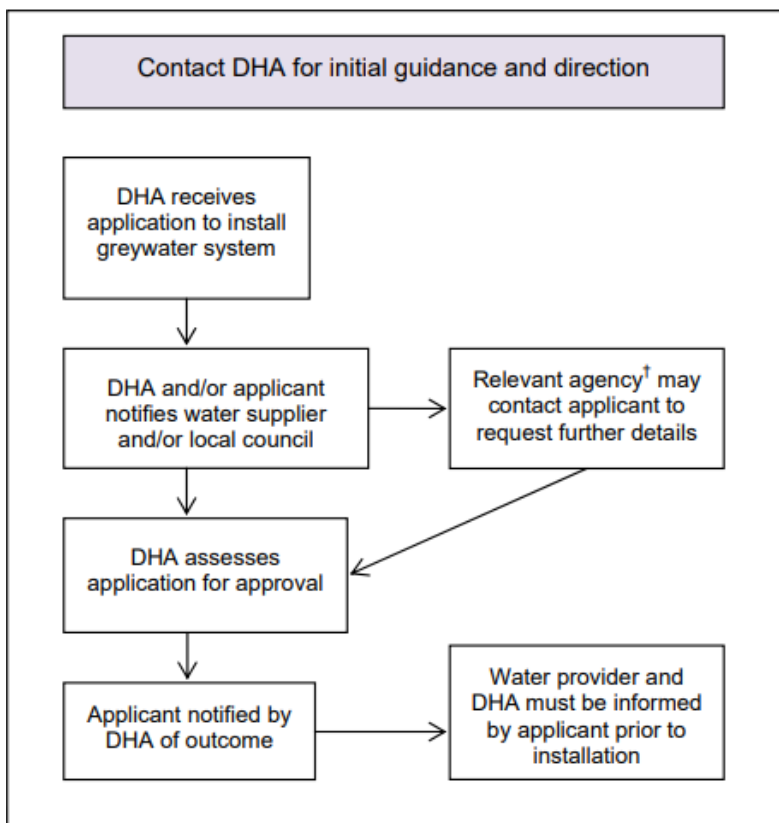 Contact DHA for initial guidance and direction
DHA receives
application to install
greywater system
DHA and/or applicant
notifies water supplier
and/or local council
Relevant agency† may
contact applicant to
request further details
DHA assesses
application for approval
Applicant notified by
DHA of outcome
Water provider and
DHA must be informed
by applicant prior to
installation